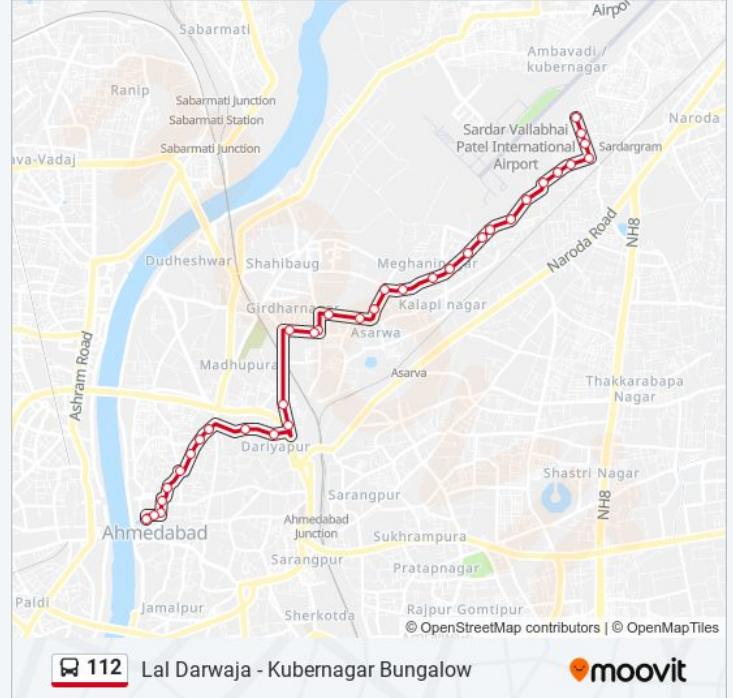 Airpor
Sabarmati
Ambavadi /
kubernagar
Ranip
Sabarmati Junction
Sabarmati Station
Sabarmati Junction
Naroda
Sardar Vallabhai
Patel International
Airport
Sardargram
ava-Vadaj
NH8
Naroda Road
Dudheshwar
Shahibaug
Meghaninagar
Girdharnagar
Kalapi nagar
Asarwa
Ashram Road
Madhupura
Asarva
Thakkarabapa
Nagar
Dariyapur
Shastri Nagar
NH8
Sarangpur
Ahmedabad
Ahmedabad
Junction
Sukhrampura
Sarangpur
Pratapnagar
Paldi
Jamalpur
Sherkotda
Rajpur Gomtipur
© OpenStreetMap contributors | © OpenMapTiles
112 Lal Darwaja - Kubernagar Bungalow
moovit